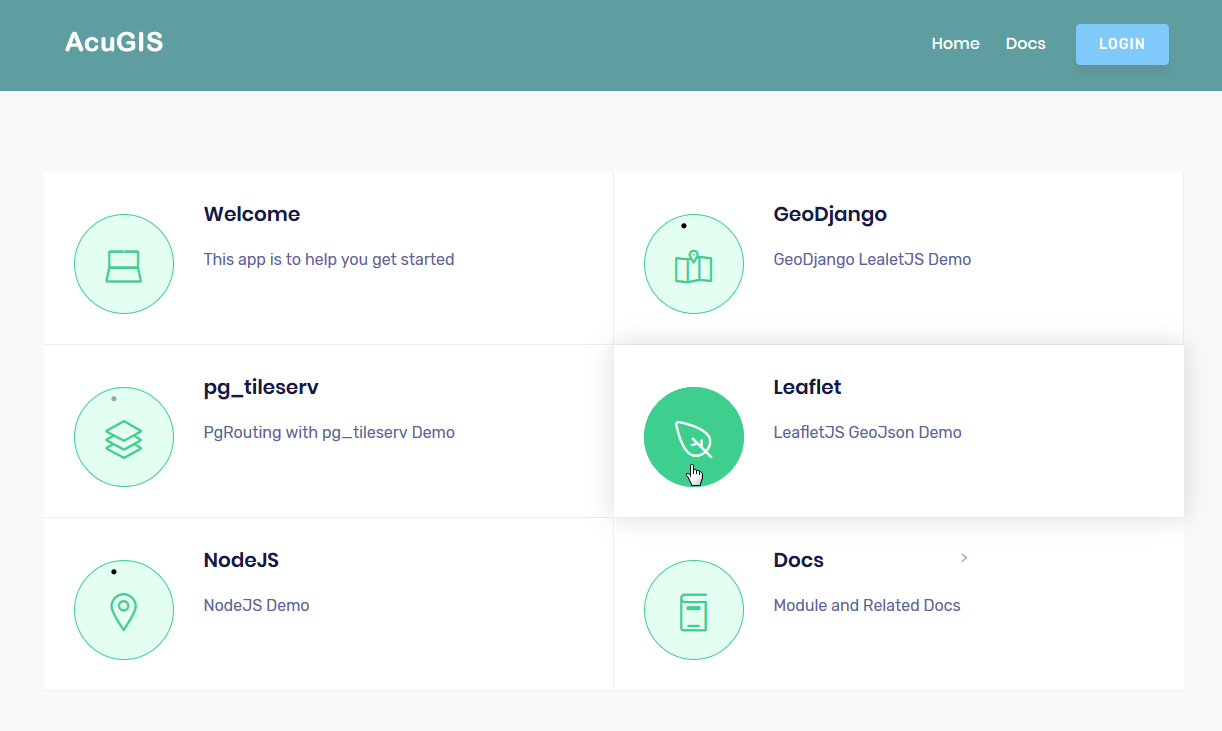 AcuGIS
Home Docs LOGIN
Welcome
This app is to help you get started
GeoDjango
GeoDjango LealetJS Demo
pg_tileserv
PgRouting with pg_tileserv Demo
Leaflet
LeafletJS GeoJson Demo
NodeJS
NodeJS Demo
Docs >
Module and Related Docs